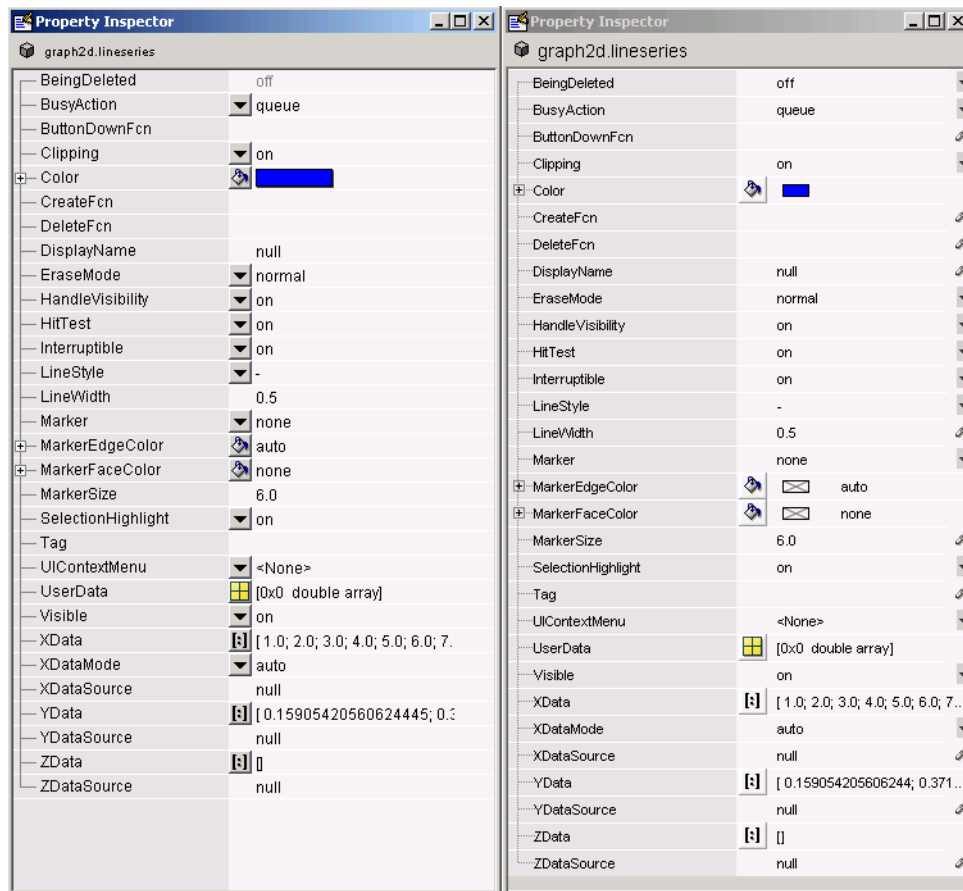 Property Inspector
graph2d.lineseries
BeingDeleted off
BusyAction queue
ButtonDownFcn
Clipping on
Color
CreateFcn
DeleteFcn
DisplayName null
EraseMode normal
HandleVisibility on
HitTest on
Interruptible on
LineStyle -
LineWidth 0.5
Marker none
MarkerEdgeColor auto
MarkerFaceColor none
MarkerSize 6.0
SelectionHighlight on
Tag
UIContextMenu <None>
UserData [0x0 double array]
Visible on
XData [ 1.0; 2.0; 3.0; 4.0; 5.0; 6.0; 7.
XDataMode auto
XDataSource null
YData [ 0.15905420560624445; 0.3
YDataSource null
ZData []
ZDataSource null
Property Inspector
graph2d.lineseries
BeingDeleted off
BusyAction queue
ButtonDownFcn
Clipping on
Color
CreateFcn
DeleteFcn
DisplayName null
EraseMode normal
HandleVisibility on
HitTest on
Interruptible on
LineStyle -
LineWidth 0.5
Marker none
MarkerEdgeColor auto
MarkerFaceColor none
MarkerSize 6.0
SelectionHighlight on
Tag
UIContextMenu <None>
UserData [0x0 double array]
Visible on
XData [ 1.0; 2.0; 3.0; 4.0; 5.0; 6.0; 7...
XDataMode auto
XDataSource null
YData [ 0.159054205606244; 0.371...
YDataSource null
ZData []
ZDataSource null